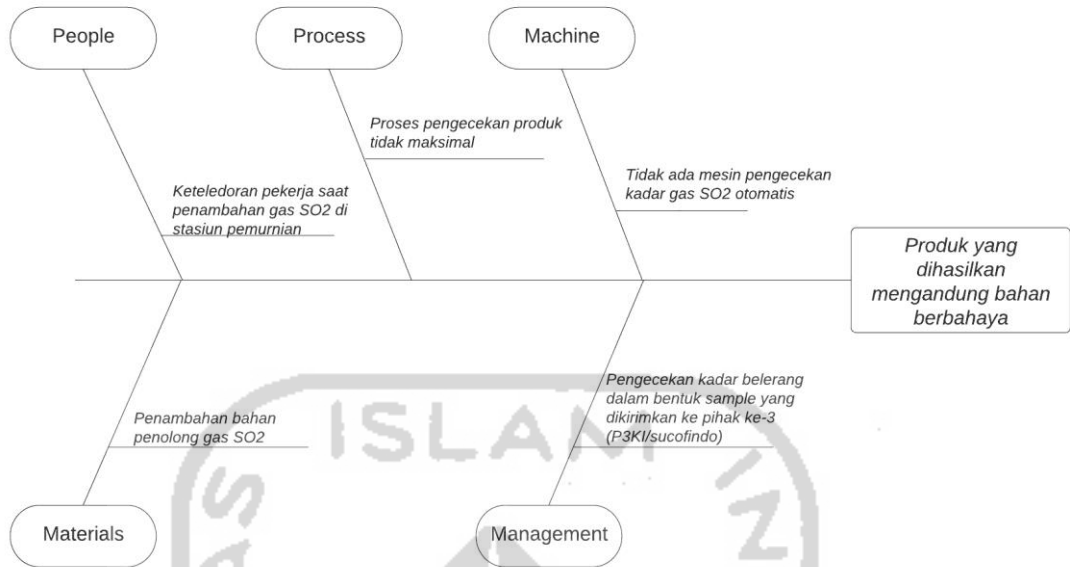 People
Process
Machine
Proses pengecekan produk
tidak maksimal
Tidak ada mesin pengecekan
kadar gas SO2 otomatis
Keteledoran pekerja saat
penambahan gas SO2 di
stasiun pemurnian
Produk yang
dihasilkan
mengandung bahan
berbahaya
Pengecekan kadar belerang
dalam bentuk sample yang
dikirimkan ke pihak ke-3
(P3KI/sucofindo)
Penambahan bahan
penolong gas SO2
ISLAM
Materials
Management